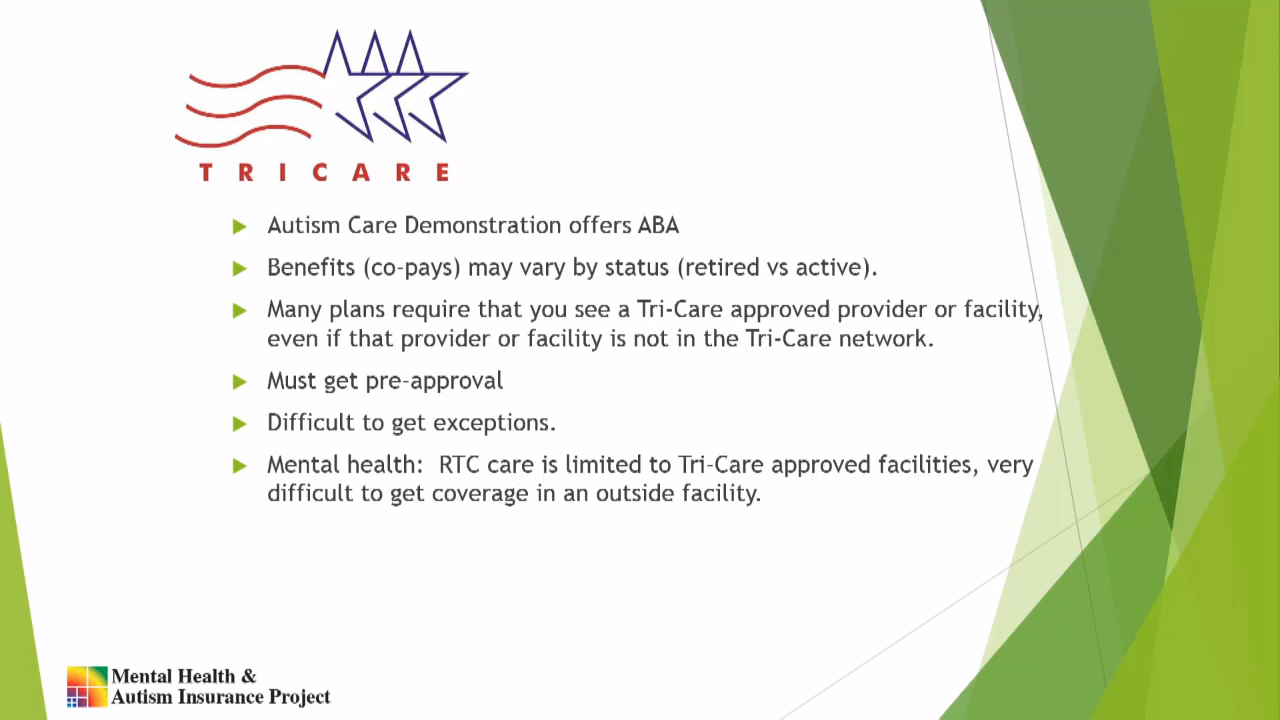 TRICARE
Autism Care Demonstration offers ABA
Benefits (co-pays) may vary by status (retired vs active).
Many plans require that you see a Tri-Care approved provider or facility,
even if that provider or facility is not in the Tri-Care network.
Must get pre-approval
Difficult to get exceptions.
Mental health:  RTC care is limited to Tri-Care approved facilities, very
difficult to get coverage in an outside facility.
Mental Health &
Autism Insurance Project